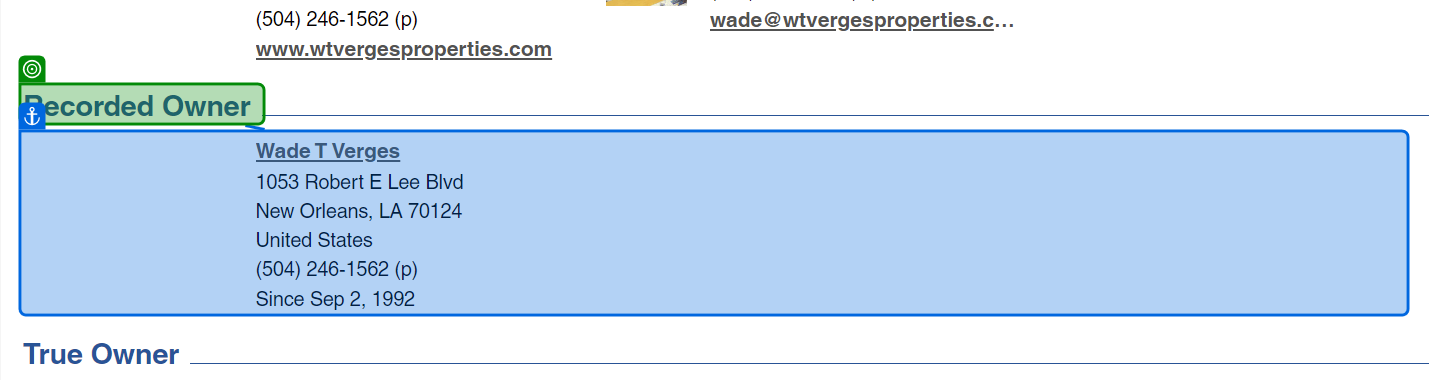 (504) 246-1562 (p)
www.wtvergesproperties.com
wade@wtvergesproperties.c...
Recorded Owner
Wade T Verges
1053 Robert E Lee Blvd
New Orleans, LA 70124
United States
(504) 246-1562 (p)
Since Sep 2, 1992
True Owner